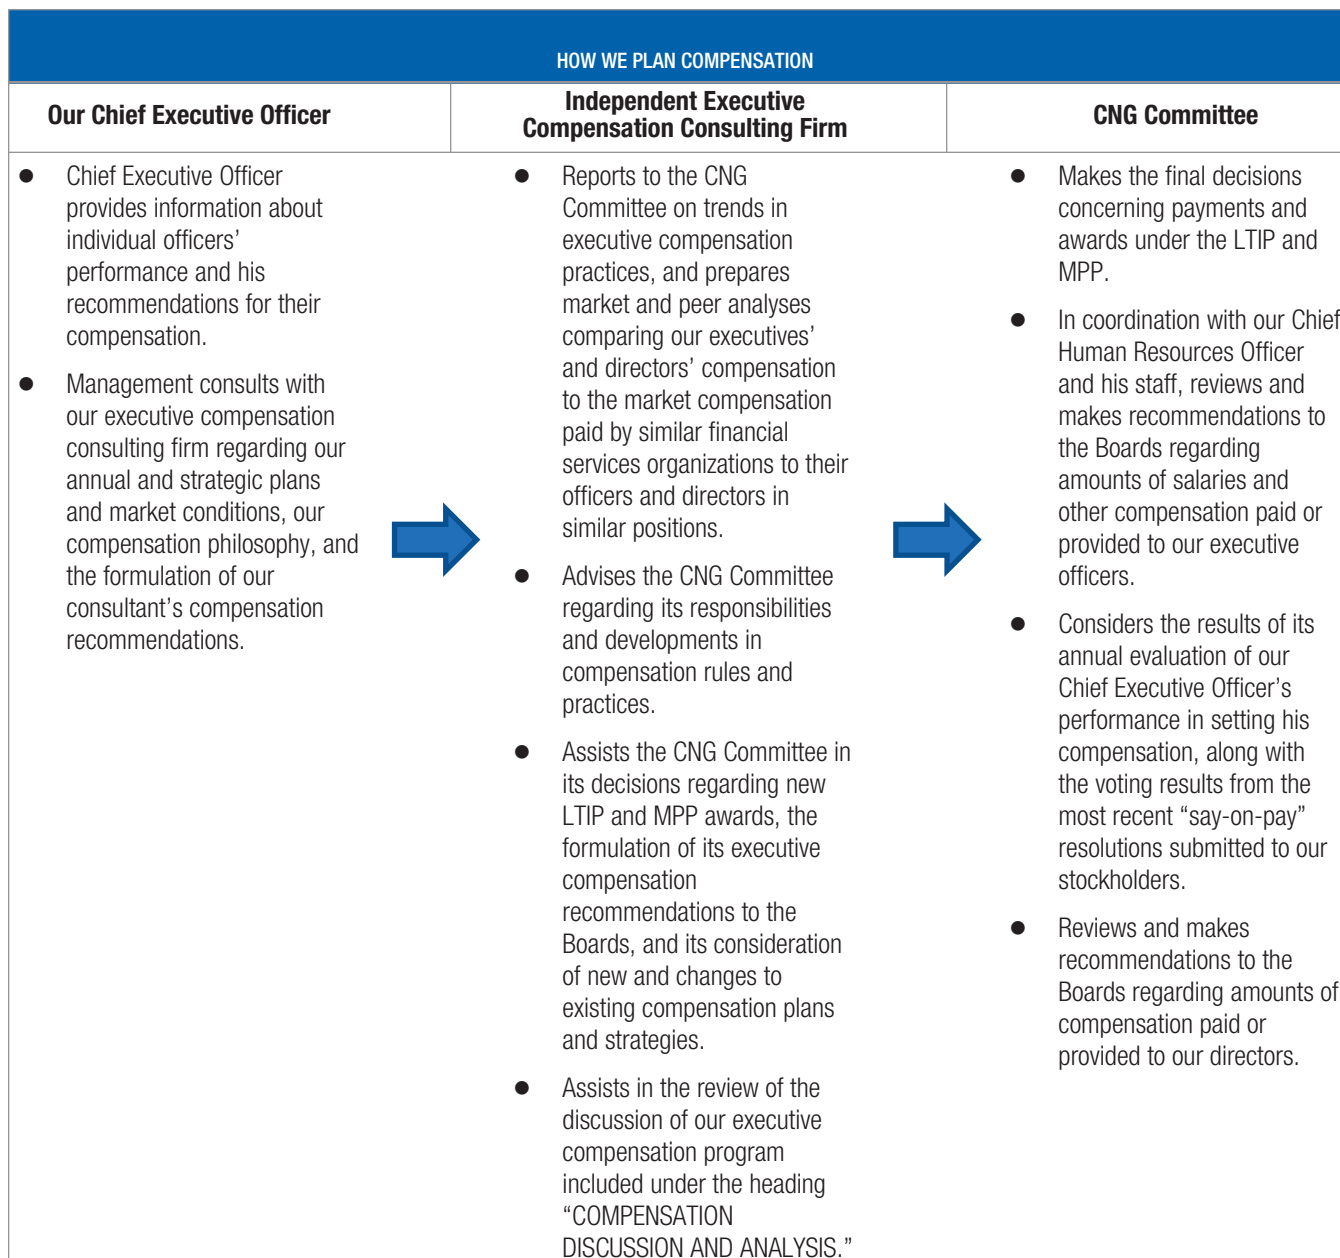 HOW WE PLAN COMPENSATION
Our Chief Executive Officer
Independent Executive
Compensation Consulting Firm
CNG Committee
● Chief Executive Officer
provides information about
individual officers’
performance and his
recommendations for their
compensation.
● Management consults with
our executive compensation
consulting firm regarding our
annual and strategic plans
and market conditions, our
compensation philosophy, and
the formulation of our
consultant’s compensation
recommendations.
● Reports to the CNG
Committee on trends in
executive compensation
practices, and prepares
market and peer analyses
comparing our executives’
and directors’ compensation
to the market compensation
paid by similar financial
services organizations to their
officers and directors in
similar positions.
● Advises the CNG Committee
regarding its responsibilities
and developments in
compensation rules and
practices.
● Assists the CNG Committee in
its decisions regarding new
LTIP and MPP awards, the
formulation of its executive
compensation
recommendations to the
Boards, and its consideration
of new and changes to
existing compensation plans
and strategies.
● Assists in the review of the
discussion of our executive
compensation program
included under the heading
“COMPENSATION
DISCUSSION AND ANALYSIS.”
● Makes the final decisions
concerning payments and
awards under the LTIP and
MPP.
● In coordination with our Chief
Human Resources Officer
and his staff, reviews and
makes recommendations to
the Boards regarding
amounts of salaries and
other compensation paid or
provided to our executive
officers.
● Considers the results of its
annual evaluation of our
Chief Executive Officer’s
performance in setting his
compensation, along with
the voting results from the
most recent “say-on-pay”
resolutions submitted to our
stockholders.
● Reviews and makes
recommendations to the
Boards regarding amounts of
compensation paid or
provided to our directors.